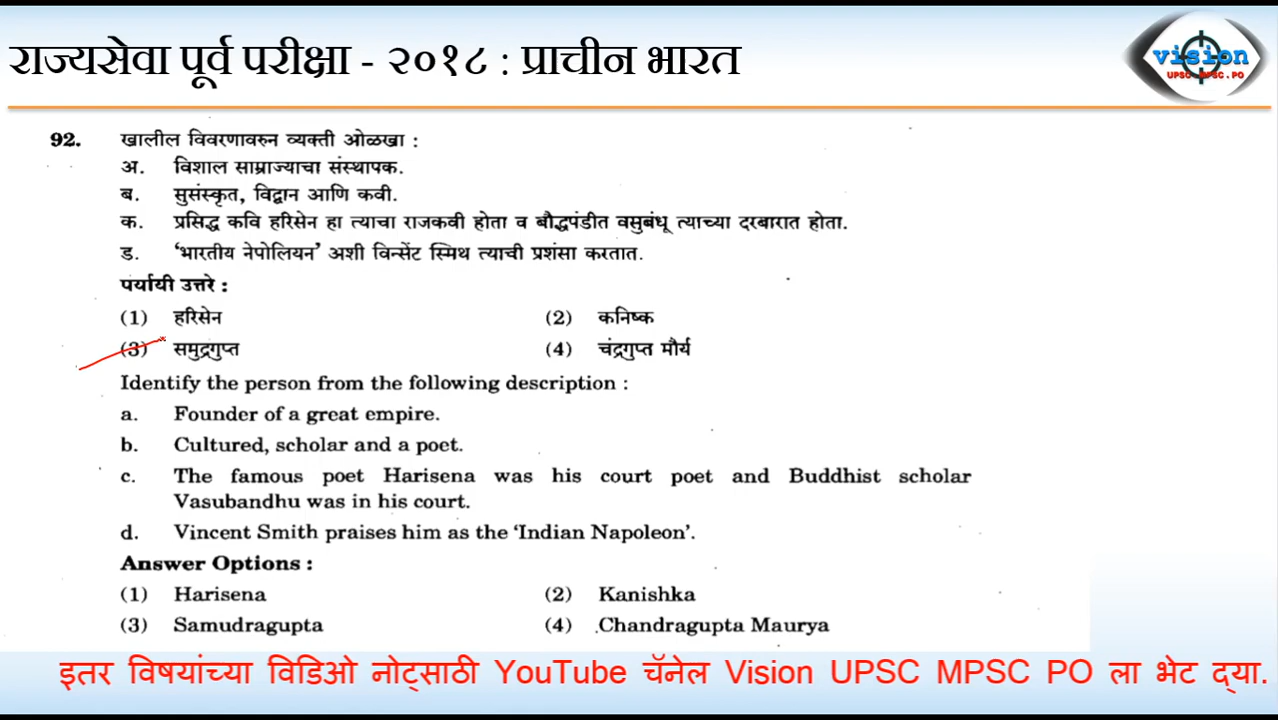 राज्यसेवा पूर्व परीक्षा - २०१८ : प्राचीन भारत
vision
UPSC MPSC . PO
92. खालील विवरणावरुन व्यक्ती ओळखा :
अ. विशाल साम्राज्याचा संस्थापक.
ब. सुसंस्कृत, विद्वान आणि कवी.
क. प्रसिद्ध कवि हरिसेन हा त्याचा राजकवी होता व बौद्धपंडीत वसुबंधू त्याच्या दरबारात होता.
ड. ‘भारतीय नेपोलियन’ अशी विन्सेंट स्मिथ त्याची प्रशंसा करतात.
पर्यायी उत्तरे :
(1) हरिसेन (2) कनिष्क
(3) समुद्रगुप्त (4) चंद्रगुप्त मौर्य
Identify the person from the following description :
a. Founder of a great empire.
b. Cultured, scholar and a poet.
c. The famous poet Harisena was his court poet and Buddhist scholar
Vasubandhu was in his court.
d. Vincent Smith praises him as the ‘Indian Napoleon’.
Answer Options :
(1) Harisena (2) Kanishka
(3) Samudragupta (4) Chandragupta Maurya
इतर विषयांच्या विडिओ नोट्साठी YouTube चॅनेल Vision UPSC MPSC PO ला भेट द्या.